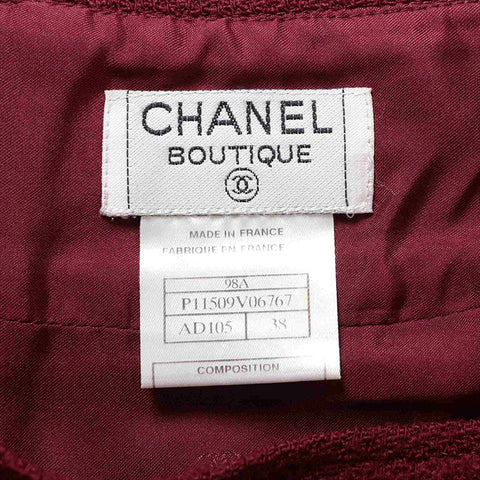 CHANEL
BOUTIQUE
MADE IN FRANCE
FABRIQUE EN FRANCE
98A
P11509V06767
AD105 38
COMPOSITION